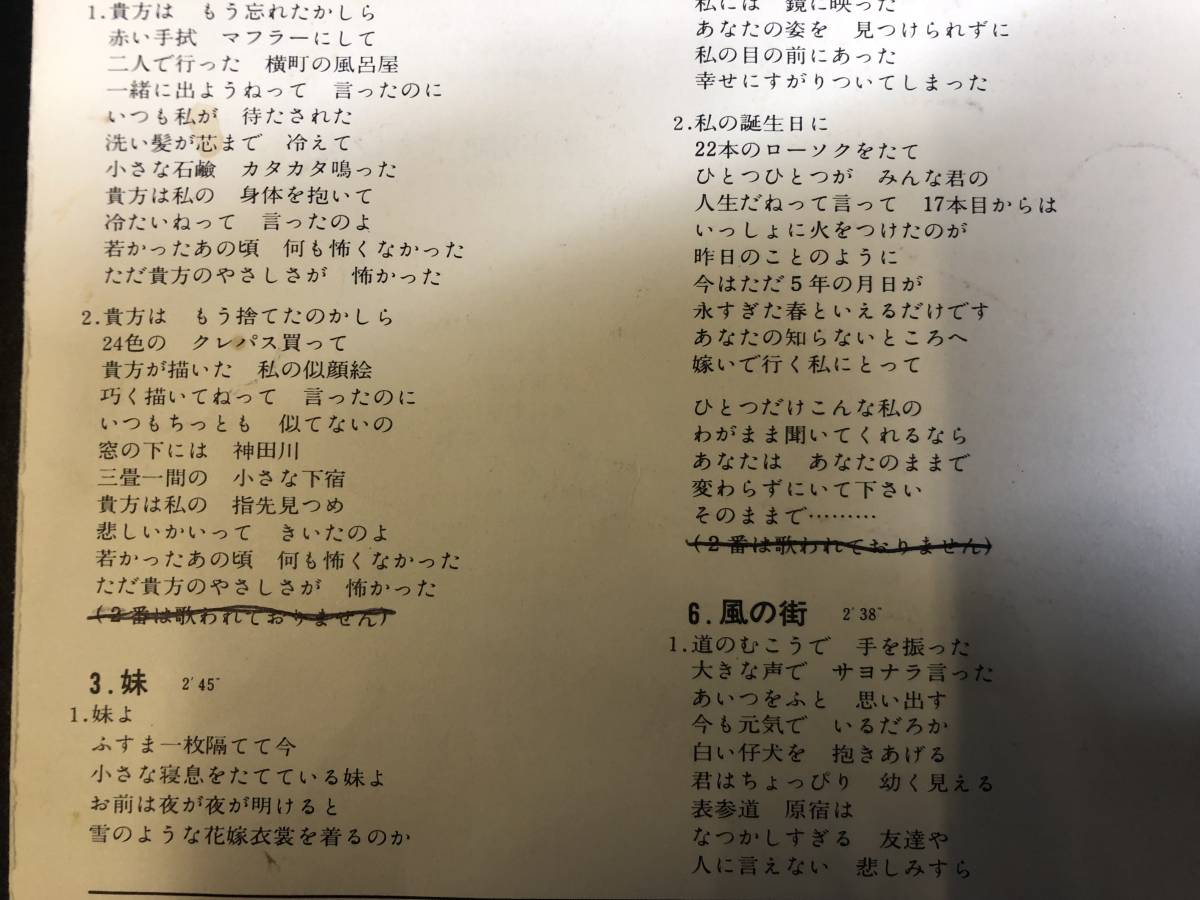 1.貴方は もう忘れたかしら
赤い手拭 マフラーにして
二人で行った 横町の風呂屋
一緒に出ようねって 言ったのに
いつも私が 待たされた
洗い髪が芯まで 冷えて
小さな石鹸 カタカタ鳴った
貴方は私の 身体を抱いて
冷たいねって 言ったのよ
若かったあの頃 何も怖くなかった
ただ貴方のやさしさが 怖かった
2.貴方は もう捨てたのかしら
24色の クレパス買って
貴方が描いた 私の似顔絵
巧く描いてねって 言ったのに
いつもちっとも 似てないの
窓の下には 神田川
三畳一間の 小さな下宿
貴方は私の 指先見つめ
悲しいかいって きいたのよ
若かったあの頃 何も怖くなかった
ただ貴方のやさしさが 怖かった
(2番は歌われておりません)
3.妹 2′45″
1.妹よ
ふすま一枚隔てて今
小さな寝息をたてている妹よ
お前は夜が夜が明けると
雪のような花嫁衣裳を着るのか
私には 鏡に映った
あなたの姿を 見つけられずに
私の目の前にあった
幸せにすがりついてしまった
2.私の誕生日に
22本のローソクをたて
ひとつひとつが みんな君の
人生だねって言って 17本目からは
いっしょに火をつけたのが
昨日のことのように
今はただ5年の月日が
永すぎた春といえるだけです
あなたの知らないところへ
嫁いで行く私にとって
ひとつだけこんな私の
わがまま聞いてくれるなら
あなたは あなたのままで
変わらずにいて下さい
そのままで………
(2番は歌われておりません)
6.風の街 2′38″
1.道のむこうで 手を振った
大きな声で サヨナラ言った
あいつをふと 思い出す
今も元気で いるだろか
白い仔犬を 抱きあげる
君はちょっぴり 幼く見える
表参道 原宿は
なつかしすぎる 友達や
人に言えない 悲しみすら